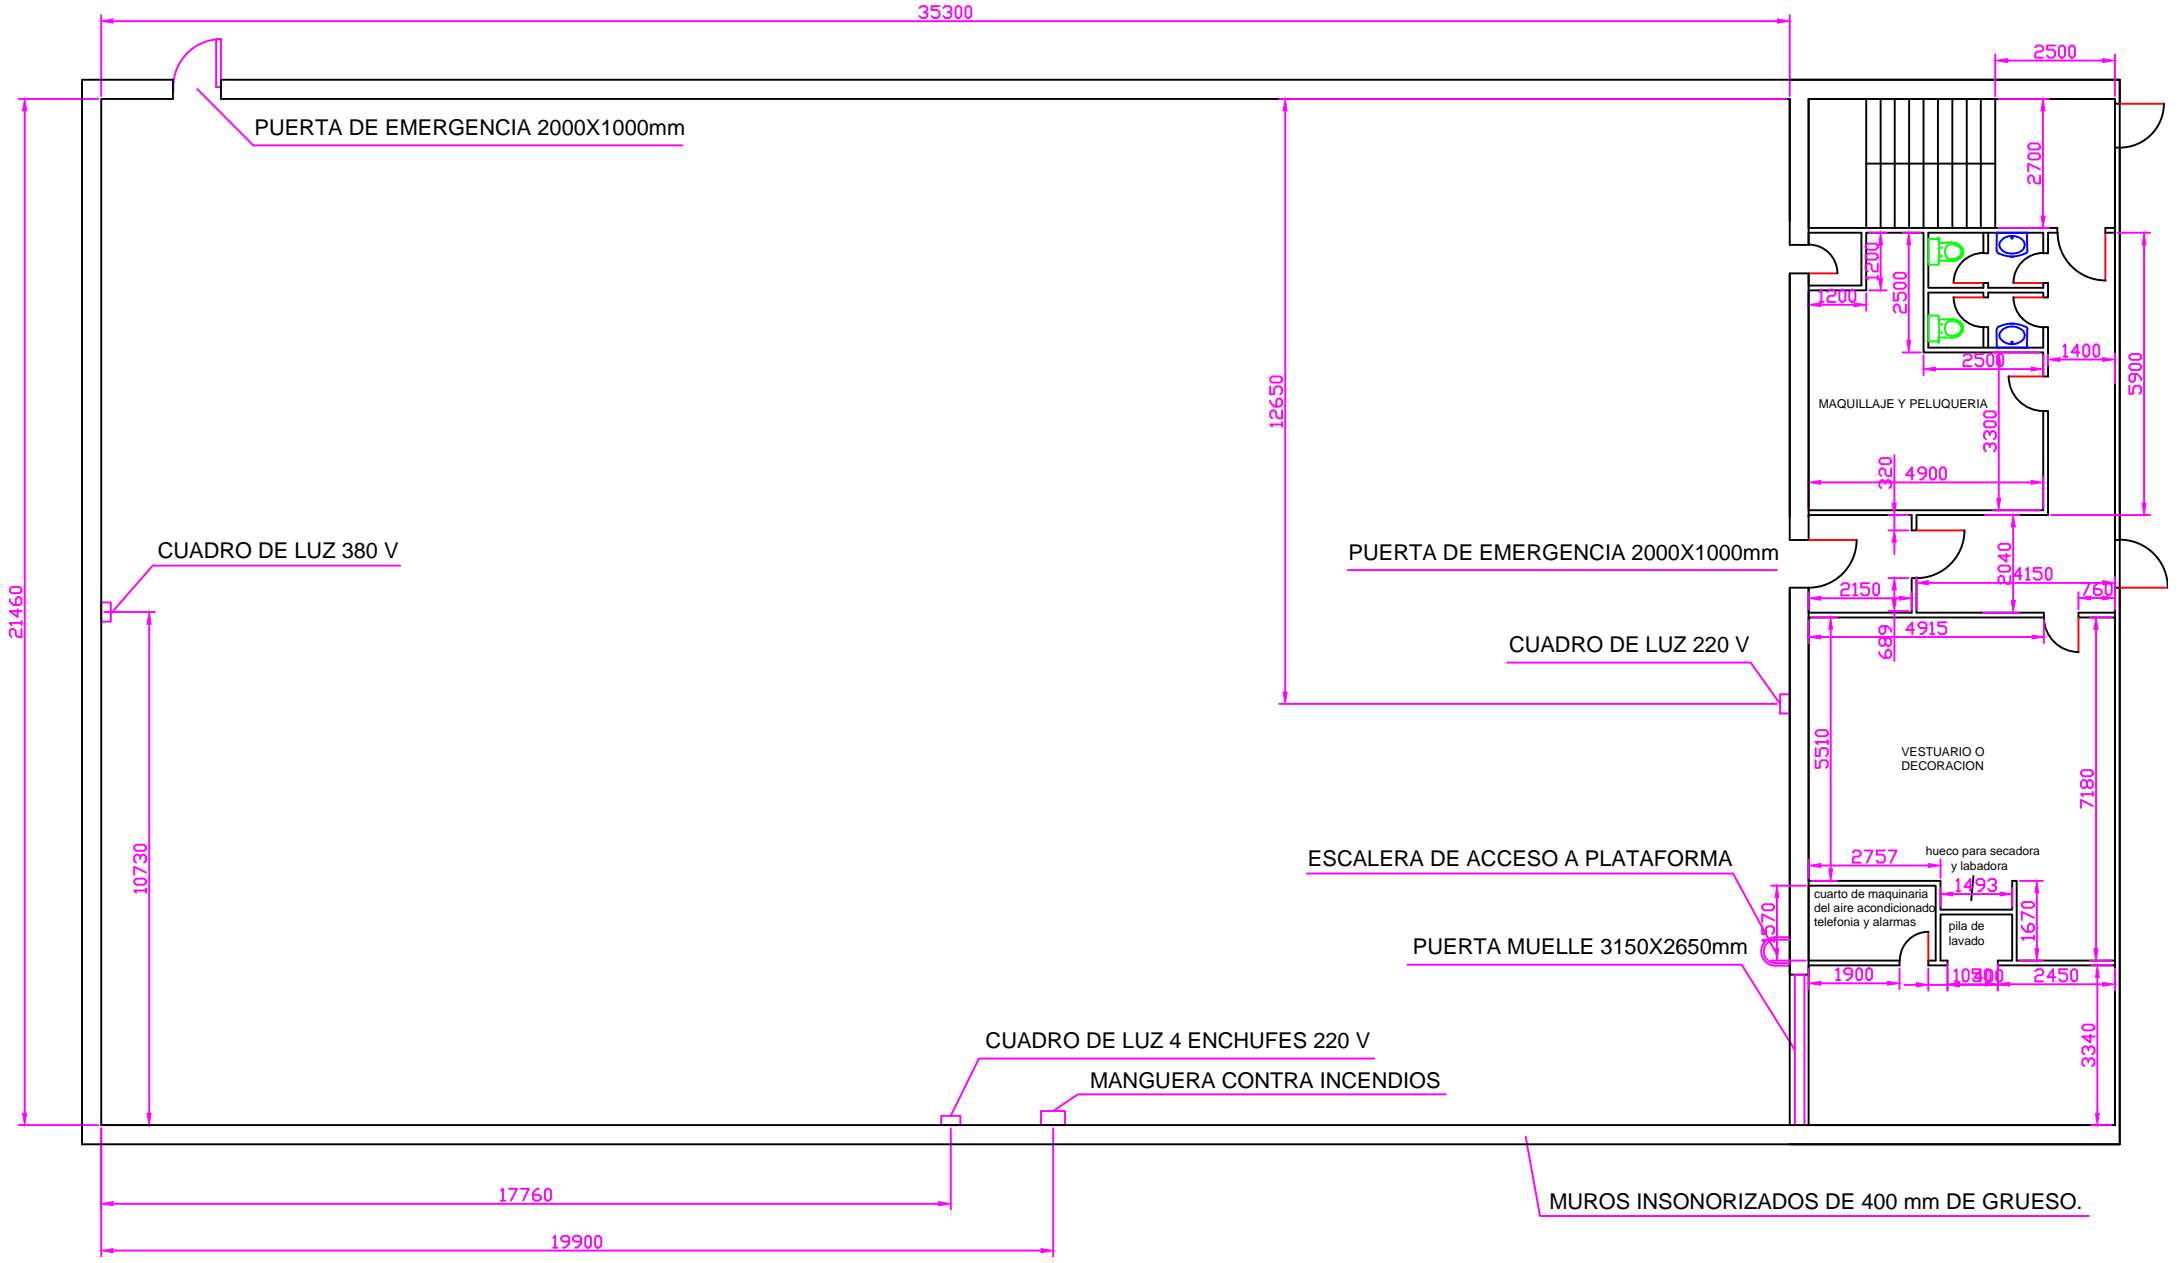 35300
2500
PUERTA DE EMERGENCIA 2000X1000mm
2700
1200
2500
1200
2500
1400
5900
12650
MAQUILLAJE Y PELUQUERIA
3300
320
4900
CUADRO DE LUZ 380 V
PUERTA DE EMERGENCIA 2000X1000mm
2040
4150
2150
760
21460
CUADRO DE LUZ 220 V
689
4915
5510
VESTUARIO O
DECORACION
7180
10730
ESCALERA DE ACCESO A PLATAFORMA
2757
hueco para secadora
y labadora
1493
cuarto de maquinaria
del aire acondicionado
telefonia y alarmas
1570
pila de
lavado
1670
PUERTA MUELLE 3150X2650mm
1900
1050
400
2450
3340
CUADRO DE LUZ 4 ENCHUFES 220 V
MANGUERA CONTRA INCENDIOS
17760
MUROS INSONORIZADOS DE 400 mm DE GRUESO.
19900